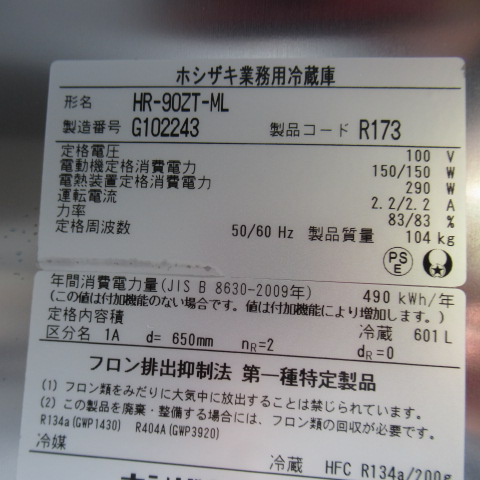 ホシザキ業務用冷蔵庫
形名 HR-90ZT-ML
製造番号 G102243 製品コード R173
定格電圧 100 V
電動機定格消費電力 150/150 W
電熱装置定格消費電力 290 W
運転電流 2.2/2.2 A
力率 83/83 %
定格周波数 50/60 Hz 製品質量 104 kg
PS
E
年間消費電力量(JIS B 8630-2009年) 490 kWh/年
(この値は付加機能のない場合です。値は付加機能により増加します。)
定格内容積 冷蔵 601 L
区分名 1A d= 650mm nR=2 dR=0
フロン排出抑制法 第一種特定製品
(1) フロン類をみだりに大気中に放出することは禁じられています。
(2) この製品を廃棄・整備する場合には、フロン類の回収が必要です。
R134a(GWP1430) R404A(GWP3920)
冷媒
冷蔵 HFC R134a/200g